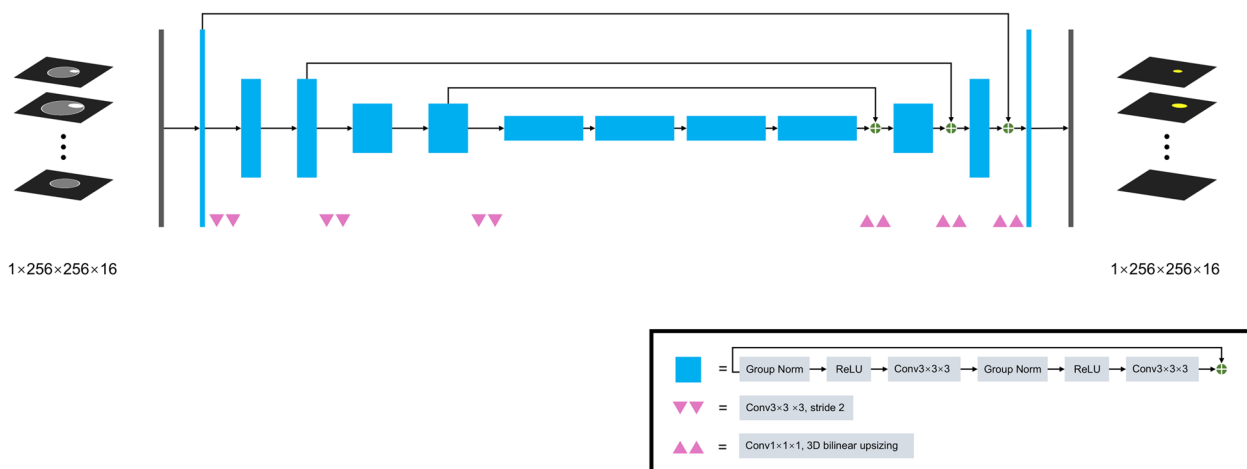 1×256×256×16
1×256×256×16
= Group Norm ReLU Conv3×3×3 Group Norm ReLU Conv3×3×3
= Conv3×3 ×3, stride 2
= Conv1×1×1, 3D bilinear upsizing